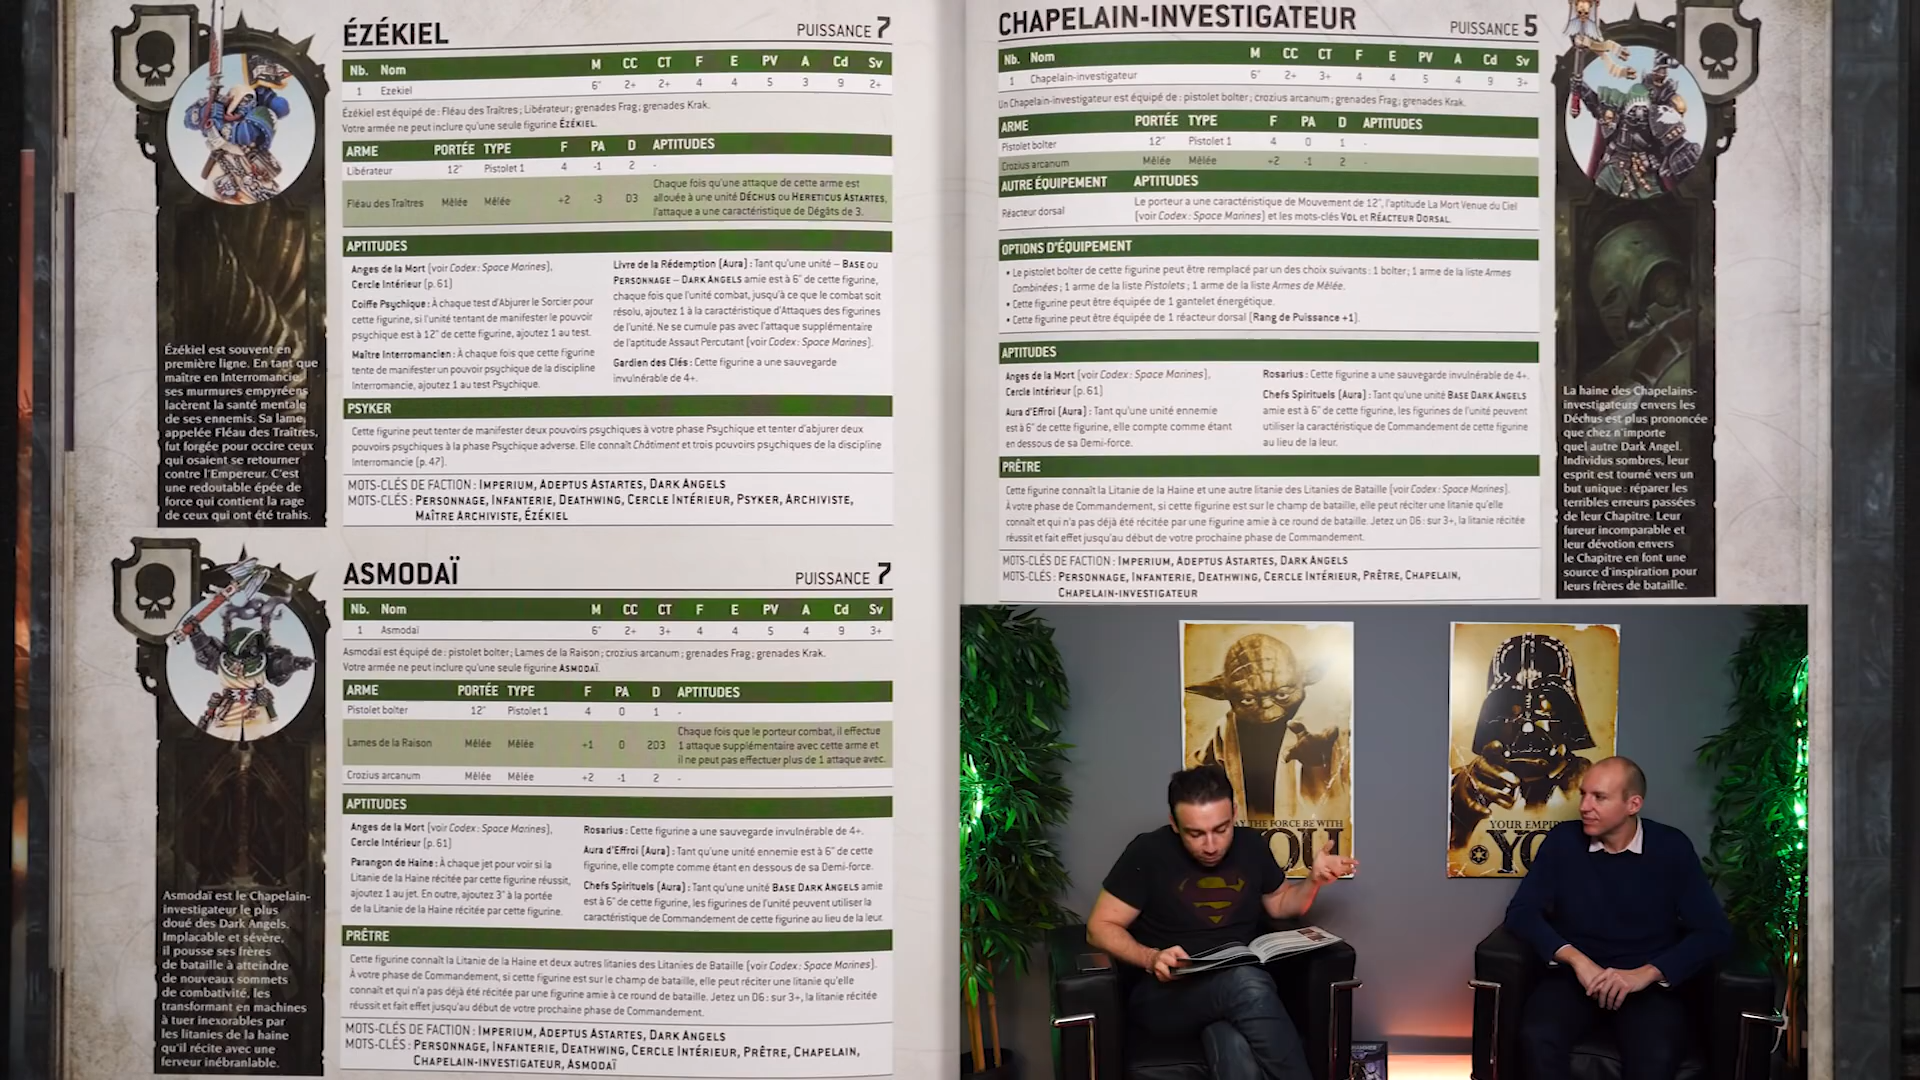 ÉZÉKIEL
PUISSANCE 7
Nb. Nom M CC CT F E PV A Cd Sv
1 Ezekiel 6" 2+ 2+ 4 4 5 3 9 2+
Ézékiel est équipé de : Fléau des Traîtres ; Libérateur ; grenades Frag ; grenades Krak.
Votre armée ne peut inclure qu'une seule figurine ÉZÉKIEL.
ARME PORTÉE TYPE F PA D APTITUDES
Libérateur 12" Pistolet 1 4 -1 2 -
Fléau des Traîtres Mêlée Mêlée +2 -3 D3
Chaque fois qu'une attaque de cette arme est
allouée à une unité DÉCHUS ou HERETICUS ASTARTES,
l'attaque a une caractéristique de Dégâts de 3.
APTITUDES
Anges de la Mort (voir Codex : Space Marines),
Cercle Intérieur (p. 61)
Coiffe Psychique : À chaque test d'Abjurer le Sorcier pour
cette figurine, si l'unité tentant de manifester le pouvoir
psychique est à 12" de cette figurine, ajoutez 1 au test.
Maître Interromancien : À chaque fois que cette figurine
tente de manifester un pouvoir psychique de la discipline
Interromancie, ajoutez 1 au test Psychique.
Livre de la Rédemption (Aura) : Tant qu'une unité – BASE ou
PERSONNAGE – DARK ANGELS amie est à 6" de cette figurine,
chaque fois que l'unité combat, jusqu'à ce que le combat soit
résolu, ajoutez 1 à la caractéristique d'Attaques des figurines
de l'unité. Ne se cumule pas avec l'attaque supplémentaire
de l'aptitude Assaut Percutant (voir Codex : Space Marines).
Gardien des Clés : Cette figurine a une sauvegarde
invulnérable de 4+.
PSYKER
Cette figurine peut tenter de manifester deux pouvoirs psychiques à votre phase Psychique et tenter d'abjurer deux
pouvoirs psychiques à la phase Psychique adverse. Elle connaît Châtiment et trois pouvoirs psychiques de la discipline
Interromancie (p. 47).
MOTS-CLÉS DE FACTION : IMPERIUM, ADEPTUS ASTARTES, DARK ANGELS
MOTS-CLÉS : PERSONNAGE, INFANTERIE, DEATHWING, CERCLE INTÉRIEUR, PSYKER, ARCHIVISTE,
MAÎTRE ARCHIVISTE, ÉZÉKIEL
Ézékiel est souvent en
première ligne. En tant que
maître en Interromancie,
ses murmures empyréens
lacèrent la santé mentale
de ses ennemis. Sa lame,
appelée Fléau des Traîtres,
fut forgée pour occire ceux
qui osaient se retourner
contre l'Empereur. C'est
une redoutable épée de
force qui contient la rage
de ceux qui ont été trahis.
ASMODAÏ
PUISSANCE 7
Nb. Nom M CC CT F E PV A Cd Sv
1 Asmodaï 6" 2+ 3+ 4 4 5 4 9 3+
Asmodaï est équipé de : pistolet bolter ; Lames de la Raison ; crozius arcanum ; grenades Frag ; grenades Krak.
Votre armée ne peut inclure qu'une seule figurine ASMODAÏ.
ARME PORTÉE TYPE F PA D APTITUDES
Pistolet bolter 12" Pistolet 1 4 0 1 -
Lames de la Raison Mêlée Mêlée +1 0 2D3
Chaque fois que le porteur combat, il effectue
1 attaque supplémentaire avec cette arme et
il ne peut pas effectuer plus de 1 attaque avec.
Crozius arcanum Mêlée Mêlée +2 -1 2 -
APTITUDES
Anges de la Mort (voir Codex : Space Marines),
Cercle Intérieur (p. 61)
Parangon de Haine : À chaque jet pour voir si la
Litanie de la Haine récitée par cette figurine réussit,
ajoutez 1 au jet. En outre, ajoutez 3" à la portée
de la Litanie de la Haine récitée par cette figurine.
Rosarius : Cette figurine a une sauvegarde invulnérable de 4+.
Aura d'Effroi (Aura) : Tant qu'une unité ennemie est à 6" de cette
figurine, elle compte comme étant en dessous de sa Demi-force.
Chefs Spirituels (Aura) : Tant qu'une unité BASE DARK ANGELS amie
est à 6" de cette figurine, les figurines de l'unité peuvent utiliser la
caractéristique de Commandement de cette figurine au lieu de la leur.
PRÊTRE
Cette figurine connaît la Litanie de la Haine et deux autres litanies des Litanies de Bataille (voir Codex : Space Marines).
À votre phase de Commandement, si cette figurine est sur le champ de bataille, elle peut réciter une litanie qu'elle
connaît et qui n'a pas déjà été récitée par une figurine amie à ce round de bataille. Jetez un D6 : sur 3+, la litanie récitée
réussit et fait effet jusqu'au début de votre prochaine phase de Commandement.
MOTS-CLÉS DE FACTION : IMPERIUM, ADEPTUS ASTARTES, DARK ANGELS
MOTS-CLÉS : PERSONNAGE, INFANTERIE, DEATHWING, CERCLE INTÉRIEUR, PRÊTRE, CHAPELAIN,
CHAPELAIN-INVESTIGATEUR, ASMODAÏ
Asmodaï est le Chapelain-
investigateur le plus
doué des Dark Angels.
Implacable et sévère,
il pousse ses frères
de bataille à atteindre
de nouveaux sommets
de combativité, les
transformant en machines
à tuer inexorables par
les litanies de la haine
qu'il récite avec une
ferveur inébranlable.
CHAPELAIN-INVESTIGATEUR
PUISSANCE 5
Nb. Nom M CC CT F E PV A Cd Sv
1 Chapelain-investigateur 6" 2+ 3+ 4 4 5 4 9 3+
Un Chapelain-investigateur est équipé de : pistolet bolter ; crozius arcanum ; grenades Frag ; grenades Krak.
ARME PORTÉE TYPE F PA D APTITUDES
Pistolet bolter 12" Pistolet 1 4 0 1 -
Crozius arcanum Mêlée Mêlée +2 -1 2 -
AUTRE ÉQUIPEMENT APTITUDES
Réacteur dorsal
Le porteur a une caractéristique de Mouvement de 12", l'aptitude La Mort Venue du Ciel
(voir Codex : Space Marines) et les mots-clés VOL et RÉACTEUR DORSAL.
OPTIONS D'ÉQUIPEMENT
• Le pistolet bolter de cette figurine peut être remplacé par un des choix suivants : 1 bolter ; 1 arme de la liste Armes
Combinées ; 1 arme de la liste Pistolets ; 1 arme de la liste Armes de Mêlée.
• Cette figurine peut être équipée de 1 gantelet énergétique.
• Cette figurine peut être équipée de 1 réacteur dorsal (Rang de Puissance +1).
APTITUDES
Anges de la Mort (voir Codex : Space Marines),
Cercle Intérieur (p. 61)
Aura d'Effroi (Aura) : Tant qu'une unité ennemie
est à 6" de cette figurine, elle compte comme étant
en dessous de sa Demi-force.
Rosarius : Cette figurine a une sauvegarde invulnérable de 4+.
Chefs Spirituels (Aura) : Tant qu'une unité BASE DARK ANGELS
amie est à 6" de cette figurine, les figurines de l'unité peuvent
utiliser la caractéristique de Commandement de cette figurine
au lieu de la leur.
PRÊTRE
Cette figurine connaît la Litanie de la Haine et une autre litanie des Litanies de Bataille (voir Codex : Space Marines).
À votre phase de Commandement, si cette figurine est sur le champ de bataille, elle peut réciter une litanie qu'elle
connaît et qui n'a pas déjà été récitée par une figurine amie à ce round de bataille. Jetez un D6 : sur 3+, la litanie récitée
réussit et fait effet jusqu'au début de votre prochaine phase de Commandement.
MOTS-CLÉS DE FACTION : IMPERIUM, ADEPTUS ASTARTES, DARK ANGELS
MOTS-CLÉS : PERSONNAGE, INFANTERIE, DEATHWING, CERCLE INTÉRIEUR, PRÊTRE, CHAPELAIN,
CHAPELAIN-INVESTIGATEUR
La haine des Chapelains-
investigateurs envers les
Déchus est plus prononcée
que chez n'importe
quel autre Dark Angel.
Individus sombres, leur
esprit est tourné vers un
but unique : réparer les
terribles erreurs passées
de leur Chapitre. Leur
fureur incomparable et
leur dévotion envers
le Chapitre en font une
source d'inspiration pour
leurs frères de bataille.
THE FORCE BE WITH
YOU
YOUR